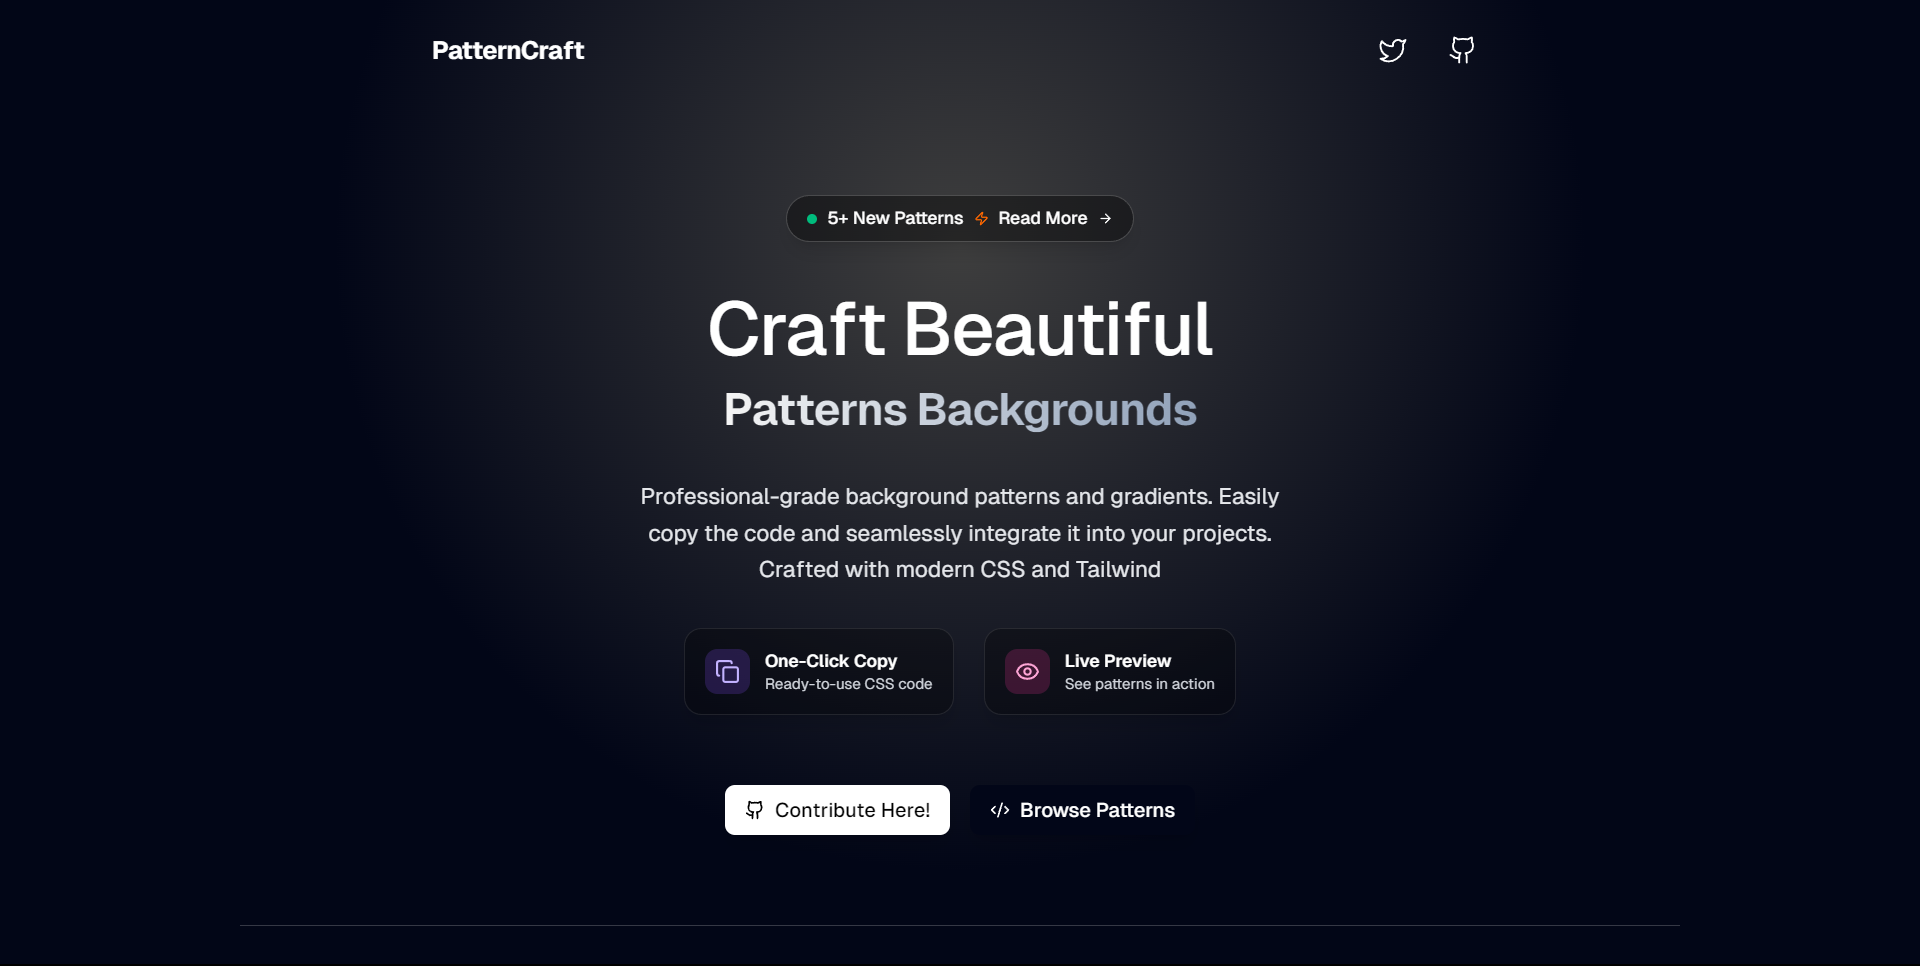 PatternCraft
5+ New Patterns Read More →
Craft Beautiful
Patterns Backgrounds
Professional-grade background patterns and gradients. Easily
copy the code and seamlessly integrate it into your projects.
Crafted with modern CSS and Tailwind
One-Click Copy
Ready-to-use CSS code
Live Preview
See patterns in action
Contribute Here!
Browse Patterns